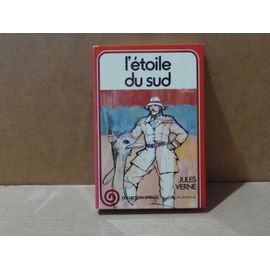 l'étoile
du sud
JULES
VERNE
COLLECTION SPIRALE